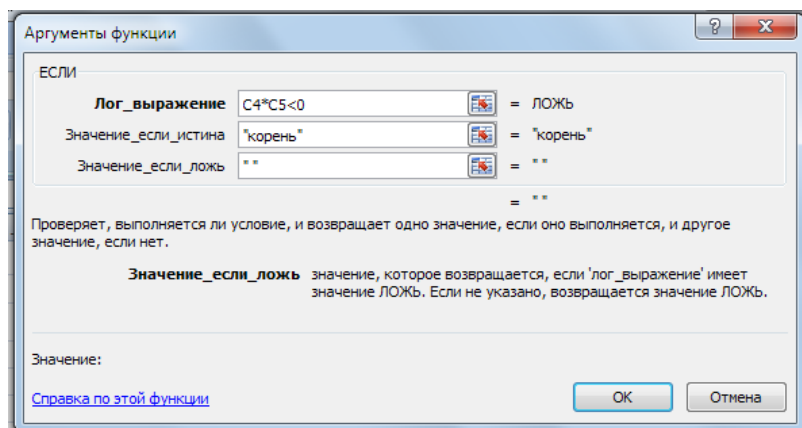 Аргументы функции
ЕСЛИ
Лог_выражение C4*C5<0 = ЛОЖЬ
Значение_если_истина "корень" = "корень"
Значение_если_ложь " " = " "
= " "
Проверяет, выполняется ли условие, и возвращает одно значение, если оно выполняется, и другое
значение, если нет.
Значение_если_ложь значение, которое возвращается, если 'лог_выражение' имеет
значение ЛОЖЬ. Если не указано, возвращается значение ЛОЖЬ.
Значение:
Справка по этой функции
ОК
Отмена